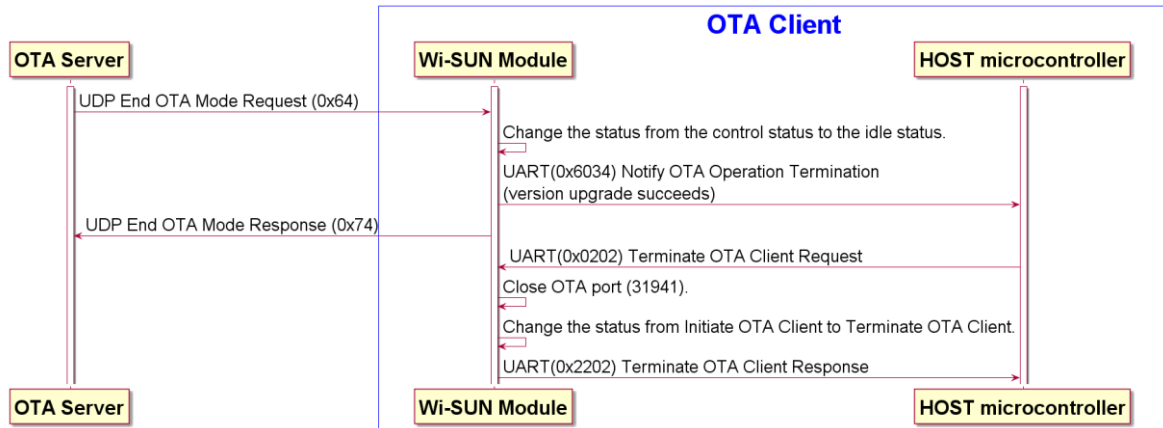 OTA Client
OTA Server
Wi-SUN Module
HOST microcontroller
UDP End OTA Mode Request (0x64)
Change the status from the control status to the idle status.
UART(0x6034) Notify OTA Operation Termination
(version upgrade succeeds)
UDP End OTA Mode Response (0x74)
UART(0x0202) Terminate OTA Client Request
Close OTA port (31941).
Change the status from Initiate OTA Client to Terminate OTA Client.
UART(0x2202) Terminate OTA Client Response
OTA Server
Wi-SUN Module
HOST microcontroller